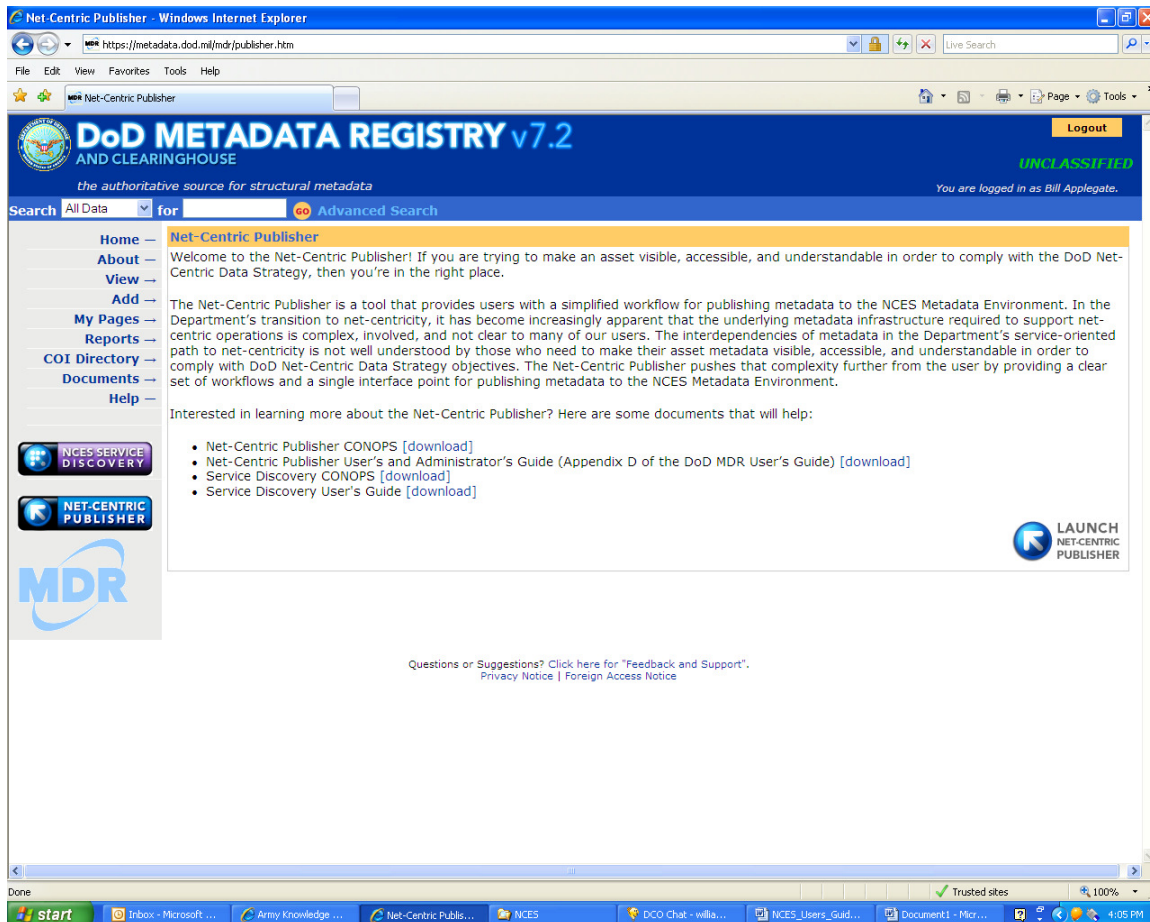 Net-Centric Publisher - Windows Internet Explorer
MDR https://metadata.dod.mil/mdr/publisher.htm
Live Search
File Edit View Favorites Tools Help
MDR Net-Centric Publisher
Page Tools
DoD METADATA REGISTRY v7.2
AND CLEARINGHOUSE
the authoritative source for structural metadata
Logout
UNCLASSIFIED
You are logged in as Bill Applegate.
Search All Data for GO Advanced Search
Home —
About —
View →
Add →
My Pages →
Reports →
COI Directory →
Documents →
Help —
NCES SERVICE
DISCOVERY
NET-CENTRIC
PUBLISHER
MDR
Net-Centric Publisher
Welcome to the Net-Centric Publisher! If you are trying to make an asset visible, accessible, and understandable in order to comply with the DoD Net-
Centric Data Strategy, then you're in the right place.
The Net-Centric Publisher is a tool that provides users with a simplified workflow for publishing metadata to the NCES Metadata Environment. In the
Department's transition to net-centricity, it has become increasingly apparent that the underlying metadata infrastructure required to support net-
centric operations is complex, involved, and not clear to many of our users. The interdependencies of metadata in the Department's service-oriented
path to net-centricity is not well understood by those who need to make their asset metadata visible, accessible, and understandable in order to
comply with DoD Net-Centric Data Strategy objectives. The Net-Centric Publisher pushes that complexity further from the user by providing a clear
set of workflows and a single interface point for publishing metadata to the NCES Metadata Environment.
Interested in learning more about the Net-Centric Publisher? Here are some documents that will help:
• Net-Centric Publisher CONOPS [download]
• Net-Centric Publisher User's and Administrator's Guide (Appendix D of the DoD MDR User's Guide) [download]
• Service Discovery CONOPS [download]
• Service Discovery User's Guide [download]
LAUNCH
NET-CENTRIC
PUBLISHER
Questions or Suggestions? Click here for "Feedback and Support".
Privacy Notice | Foreign Access Notice
Done
Trusted sites
100%
start
Inbox - Microsoft ...
Army Knowledge ...
Net-Centric Publis...
NCES
DCO Chat - willia...
NCES_Users_Guid...
Document1 - Micr...
4:05 PM